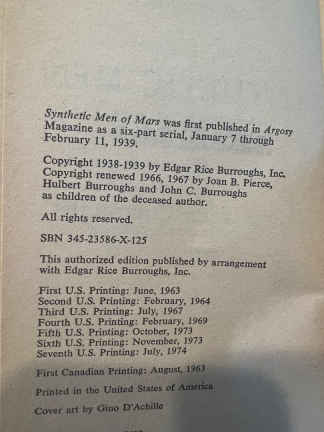 Synthetic Men of Mars was first published in Argosy
Magazine as a six-part serial, January 7 through
February 11, 1939.
Copyright 1938-1939 by Edgar Rice Burroughs, Inc.
Copyright renewed 1966, 1967 by Joan B. Pierce,
Hulbert Burroughs and John C. Burroughs
as children of the deceased author.
All rights reserved.
SBN 345-23586-X-125
This authorized edition published by arrangement
with Edgar Rice Burroughs, Inc.
First U.S. Printing: June, 1963
Second U.S. Printing: February, 1964
Third U.S. Printing: July, 1967
Fourth U.S. Printing: February, 1969
Fifth U.S. Printing: October, 1973
Sixth U.S. Printing: November, 1973
Seventh U.S. Printing: July, 1974
First Canadian Printing: August, 1963
Printed in the United States of America
Cover art by Gino D'Achille